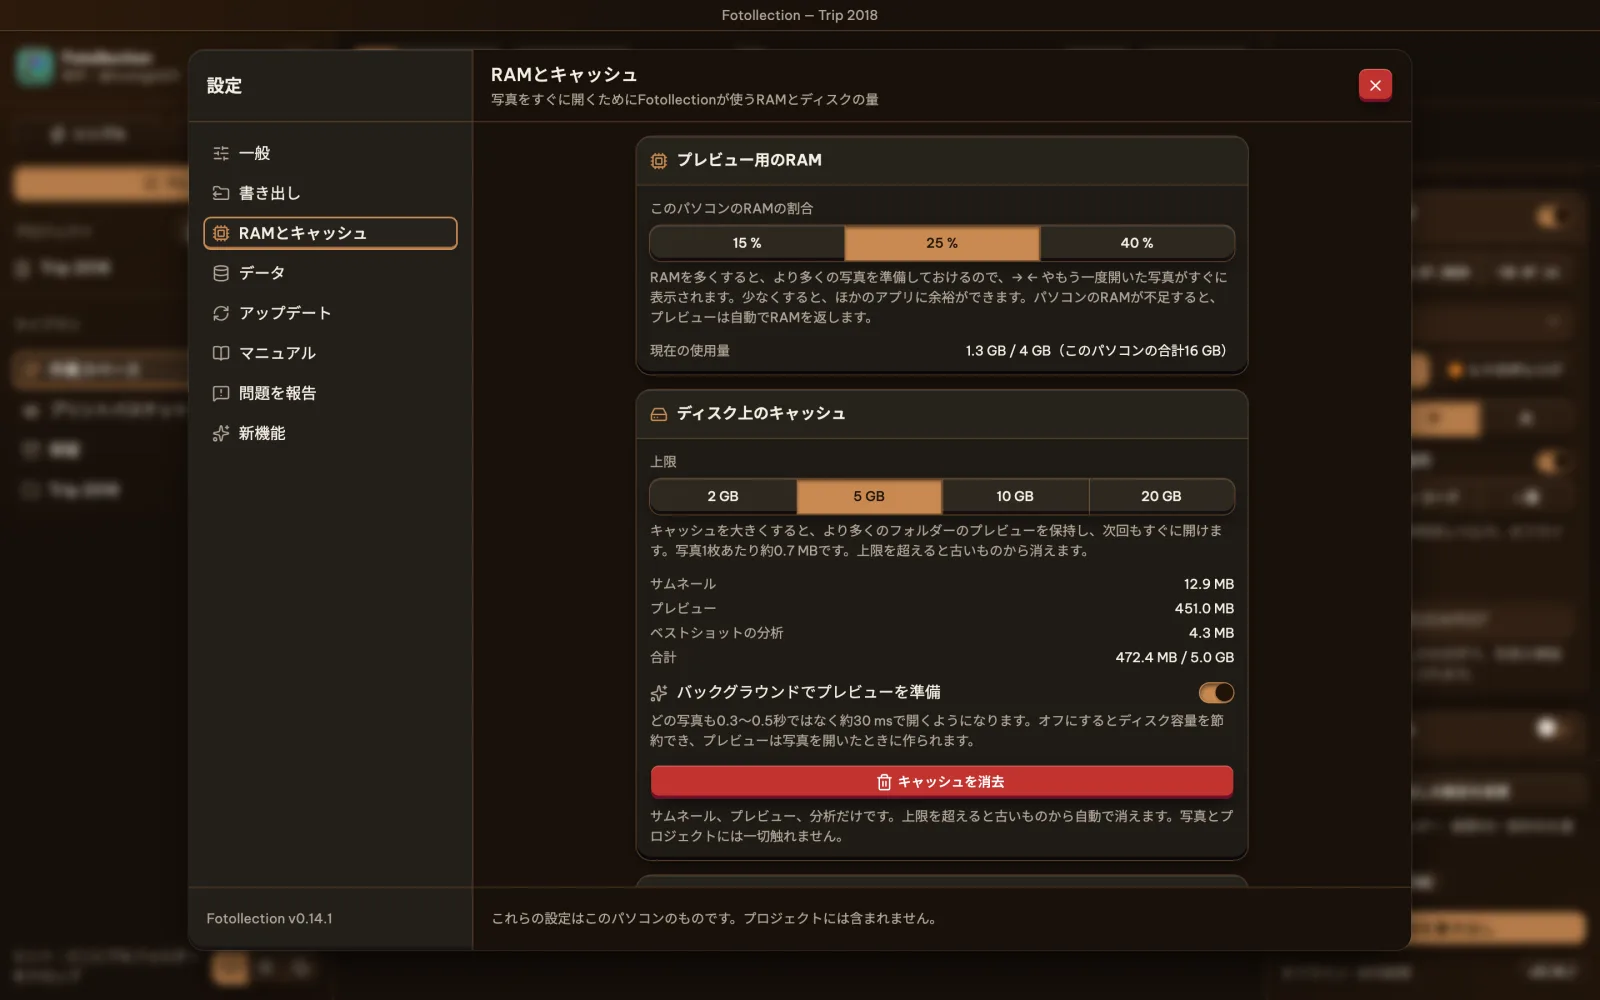 Fotollection — Trip 2018
設定
一般
書き出し
RAMとキャッシュ
データ
アップデート
マニュアル
問題を報告
新機能
Fotollection v0.14.1
RAMとキャッシュ
写真をすぐに開くためにFotollectionが使うRAMとディスクの量
プレビュー用のRAM
このパソコンのRAMの割合
15 % 25 % 40 %
RAMを多くすると、より多くの写真を準備しておけるので、→ ← やもう一度開いた写真がすぐに
表示されます。少なくすると、ほかのアプリに余裕ができます。パソコンのRAMが不足すると、
プレビューは自動でRAMを返します。
現在の使用量 1.3 GB / 4 GB（このパソコンの合計16 GB）
ディスク上のキャッシュ
上限
2 GB 5 GB 10 GB 20 GB
キャッシュを大きくすると、より多くのフォルダーのプレビューを保持し、次回もすぐに開けま
す。写真1枚あたり約0.7 MBです。上限を超えると古いものから消えます。
サムネール 12.9 MB
プレビュー 451.0 MB
ベストショットの分析 4.3 MB
合計 472.4 MB / 5.0 GB
バックグラウンドでプレビューを準備
どの写真も0.3〜0.5秒ではなく約30 msで開くようになります。オフにするとディスク容量を節
約でき、プレビューは写真を開いたときに作られます。
キャッシュを消去
サムネール、プレビュー、分析だけです。上限を超えると古いものから自動で消えます。写真とプ
ロジェクトには一切触れません。
これらの設定はこのパソコンのものです。プロジェクトには含まれません。